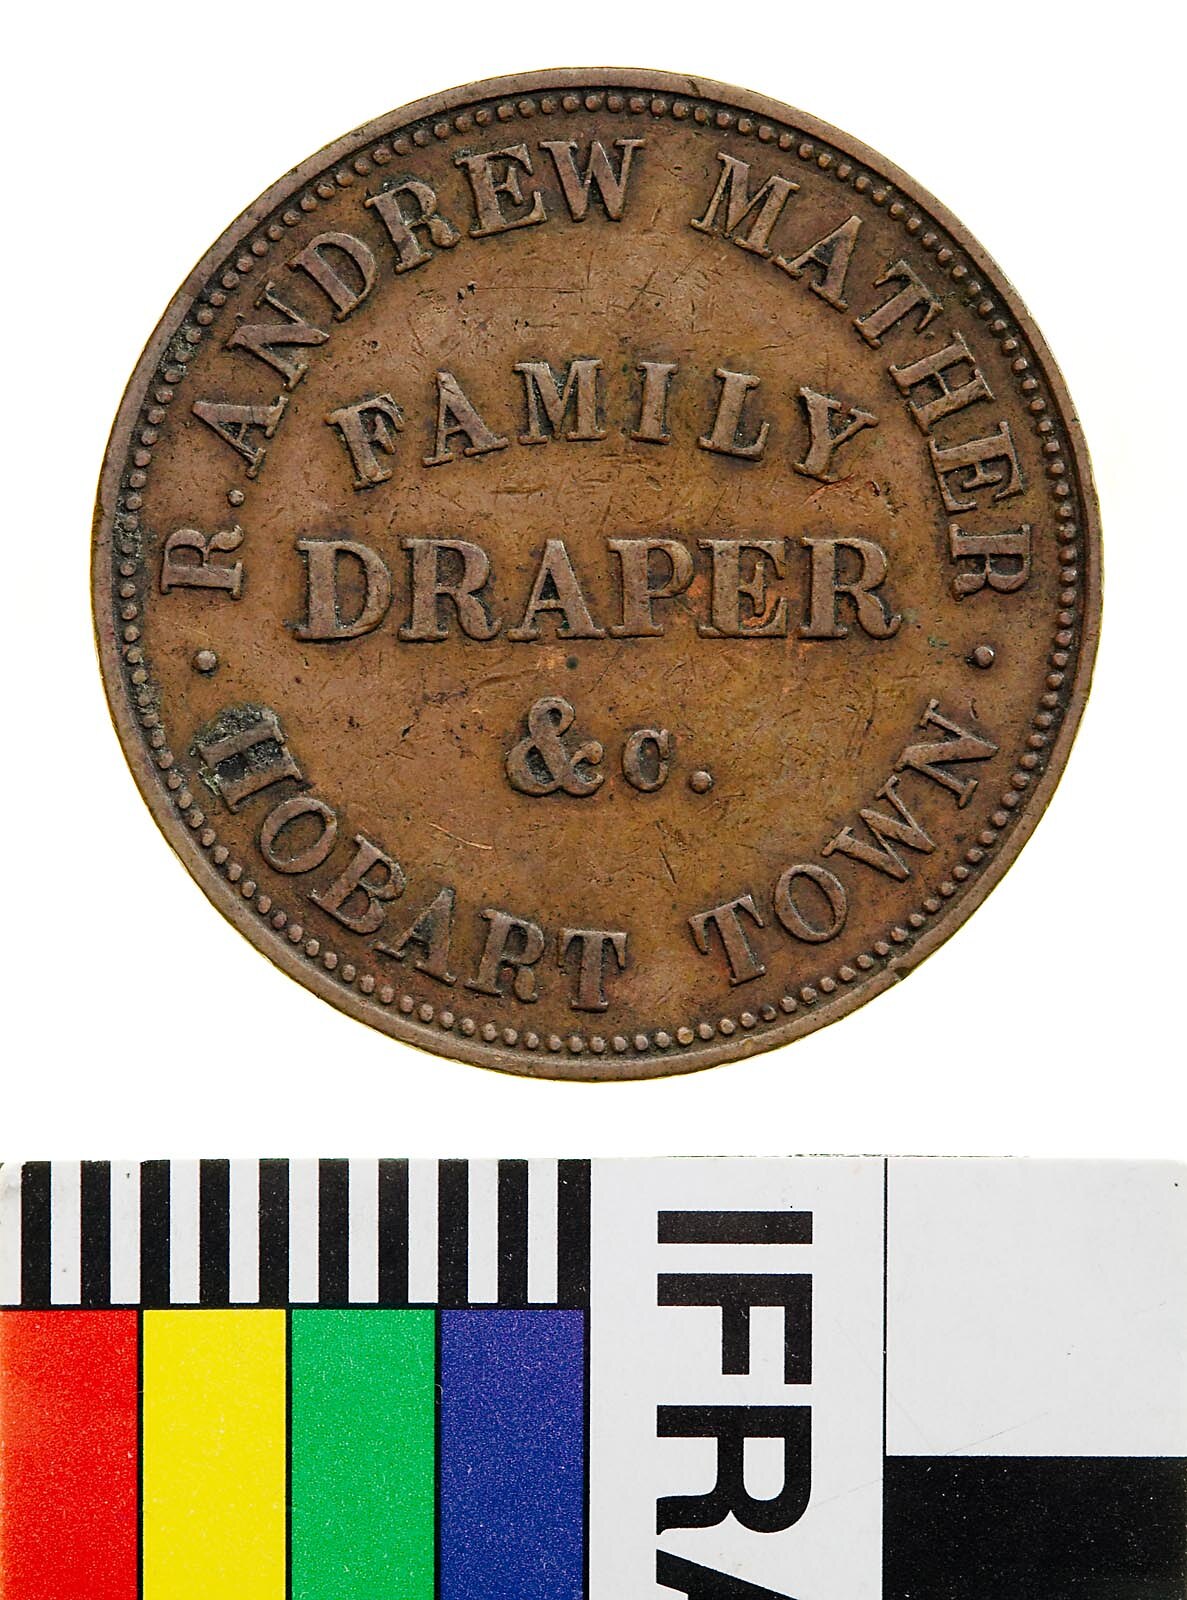 R. ANDREW MATHER
FAMILY
DRAPER
&c.
· HOBART TOWN ·
IFRA